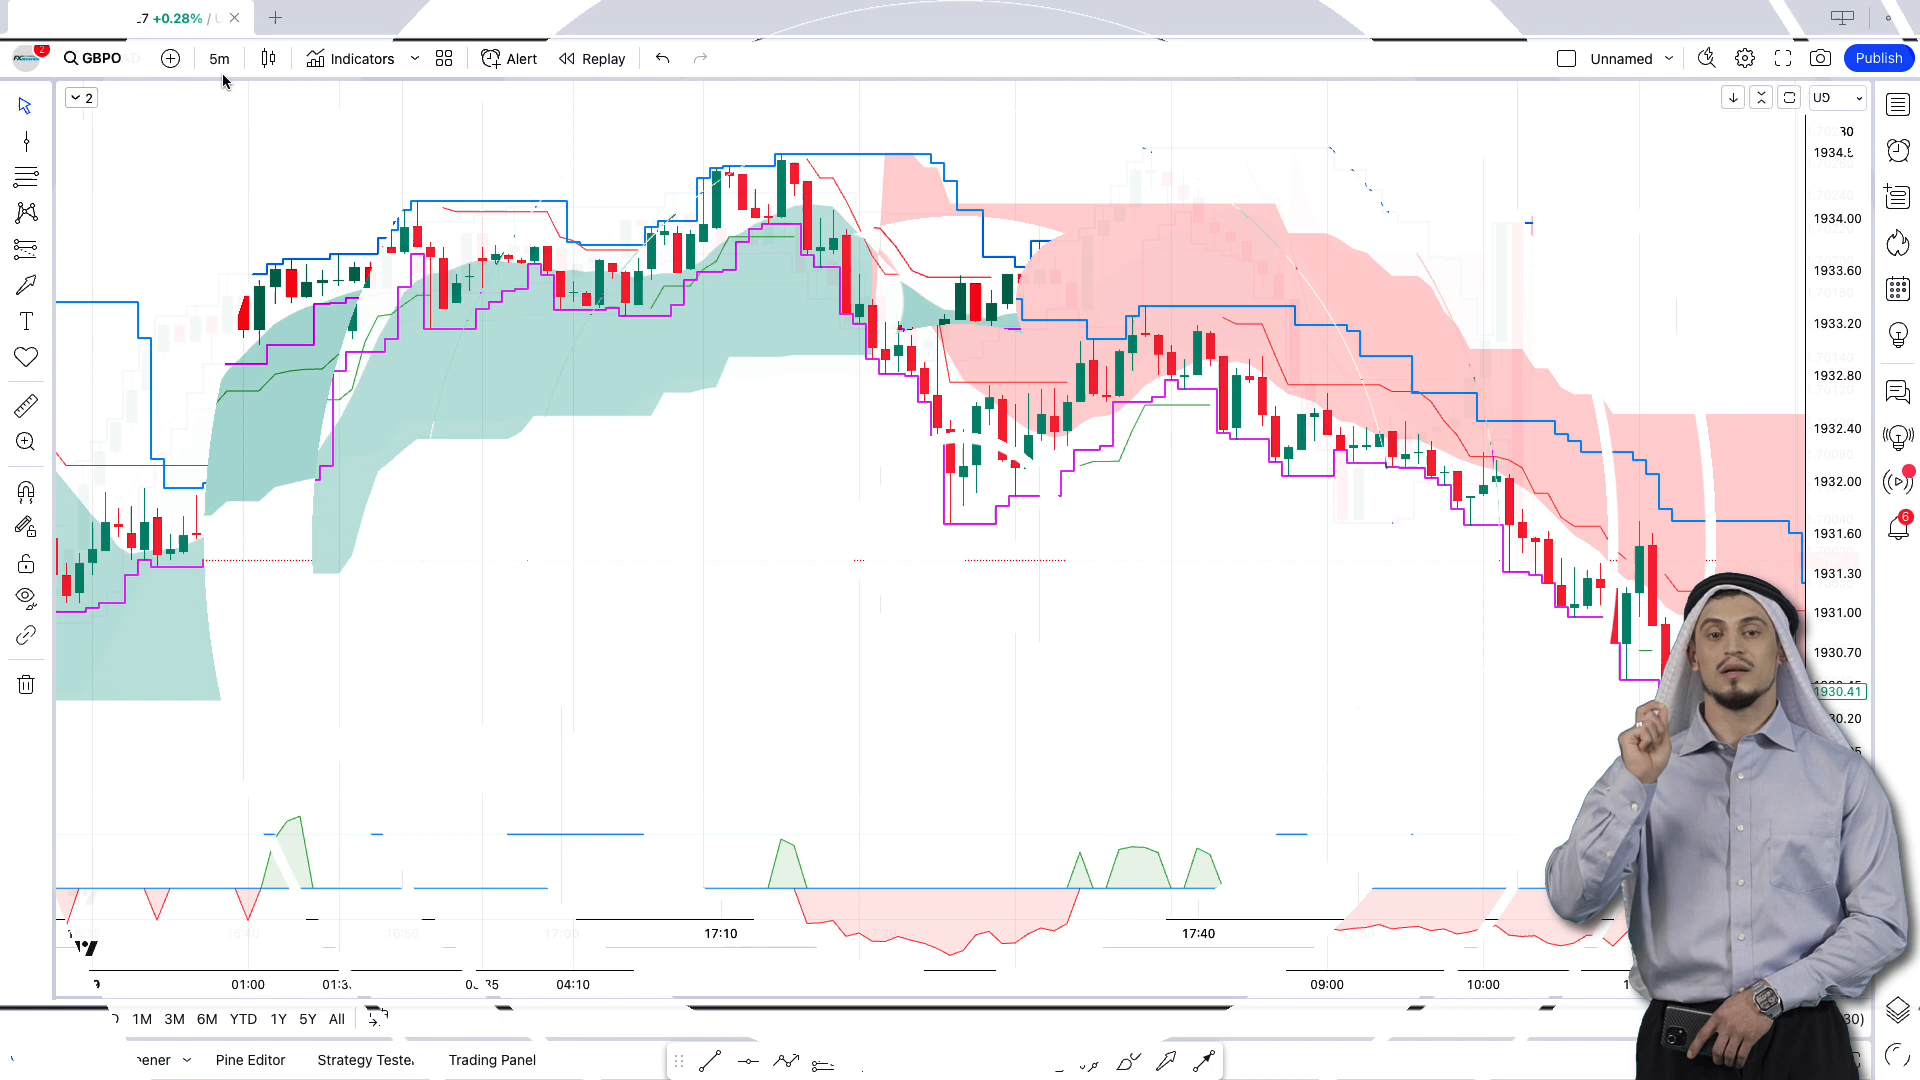 +0.28% /
2
GBPO
5m
Indicators
Alert
Replay
Unnamed
Publish
2
1934.00
1933.60
1933.20
1932.80
1932.40
1932.00
1931.60
1931.30
1931.00
1930.70
1930.41
6
17:10
17:40
01:00
04:10
09:00
10:00
1M 3M 6M YTD 1Y 5Y All
Pine Editor
Trading Panel